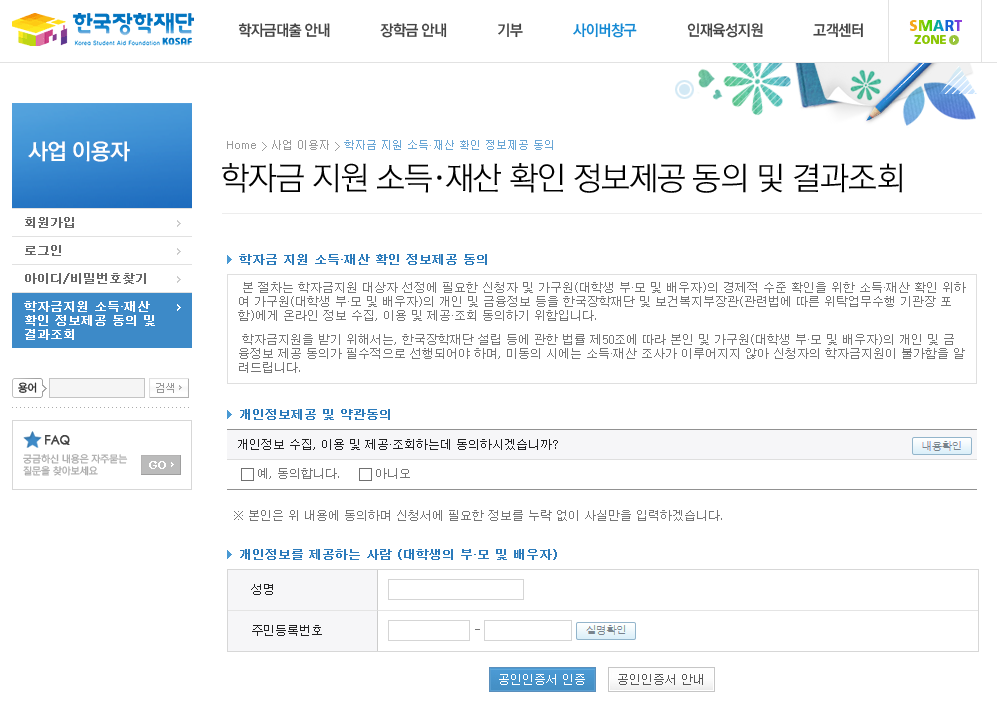 한국장학재단
Korea Student Aid Foundation KOSAF
학자금대출 안내
장학금 안내
기부
사이버창구
인재육성지원
고객센터
SMART
ZONE
사업 이용자
회원가입
로그인
아이디/비밀번호찾기
학자금지원 소득·재산
확인 정보제공 동의 및
결과조회
용어
검색
FAQ
궁금하신 내용은 자주묻는
질문을 찾아보세요
GO
Home > 사업 이용자 > 학자금 지원 소득·재산 확인 정보제공 동의
학자금 지원 소득·재산 확인 정보제공 동의 및 결과조회
학자금 지원 소득·재산 확인 정보제공 동의
본 절차는 학자금지원 대상자 선정에 필요한 신청자 및 가구원(대학생 부·모 및 배우자)의 경제적 수준 확인을 위한 소득·재산 확인 위하
여 가구원(대학생 부·모 및 배우자)의 개인 및 금융정보 등을 한국장학재단 및 보건복지부장관(관련법에 따른 위탁업무수행 기관장 포
함)에게 온라인 정보 수집, 이용 및 제공·조회 동의하기 위함입니다.
학자금지원을 받기 위해서는, 한국장학재단 설립 등에 관한 법률 제50조에 따라 본인 및 가구원(대학생 부·모 및 배우자)의 개인 및 금
융정보 제공 동의가 필수적으로 선행되어야 하며, 미동의 시에는 소득·재산 조사가 이루어지지 않아 신청자의 학자금지원이 불가함을 알
려드립니다.
개인정보제공 및 약관동의
개인정보 수집, 이용 및 제공·조회하는데 동의하시겠습니까?
내용확인
예, 동의합니다.
아니오
※ 본인은 위 내용에 동의하며 신청서에 필요한 정보를 누락 없이 사실만을 입력하겠습니다.
개인정보를 제공하는 사람 (대학생의 부·모 및 배우자)
성명
주민등록번호
-
실명확인
공인인증서 인증
공인인증서 안내